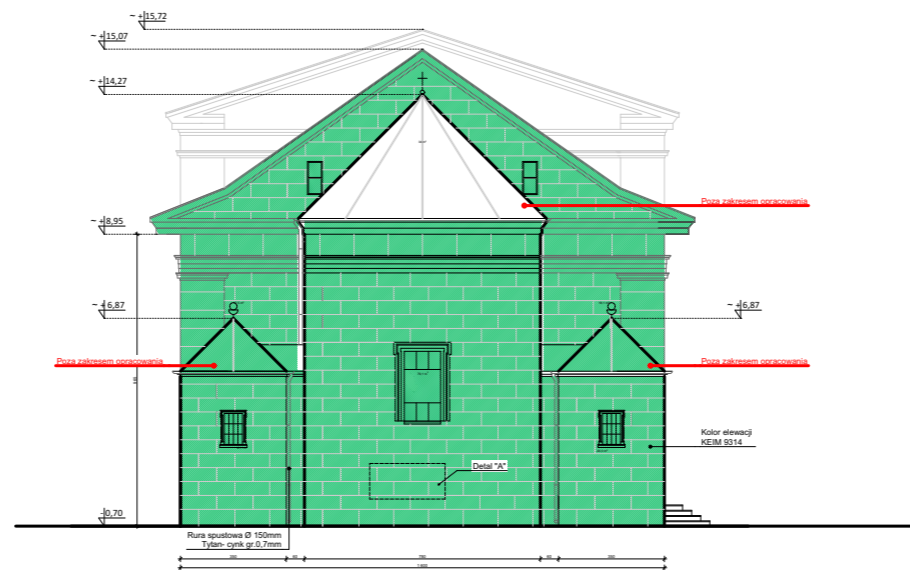 ~ +15,72
~ +15,07
~ +14,27
Poza zakresem opracowania
~ +8,95
~ +6,87
~ +6,87
Poza zakresem opracowania
Poza zakresem opracowania
Kolor elewacji
KEIM 9314
Detal "A"
-0,70
Rura spustowa Ø 150mm
Tytan- cynk gr.0,7mm